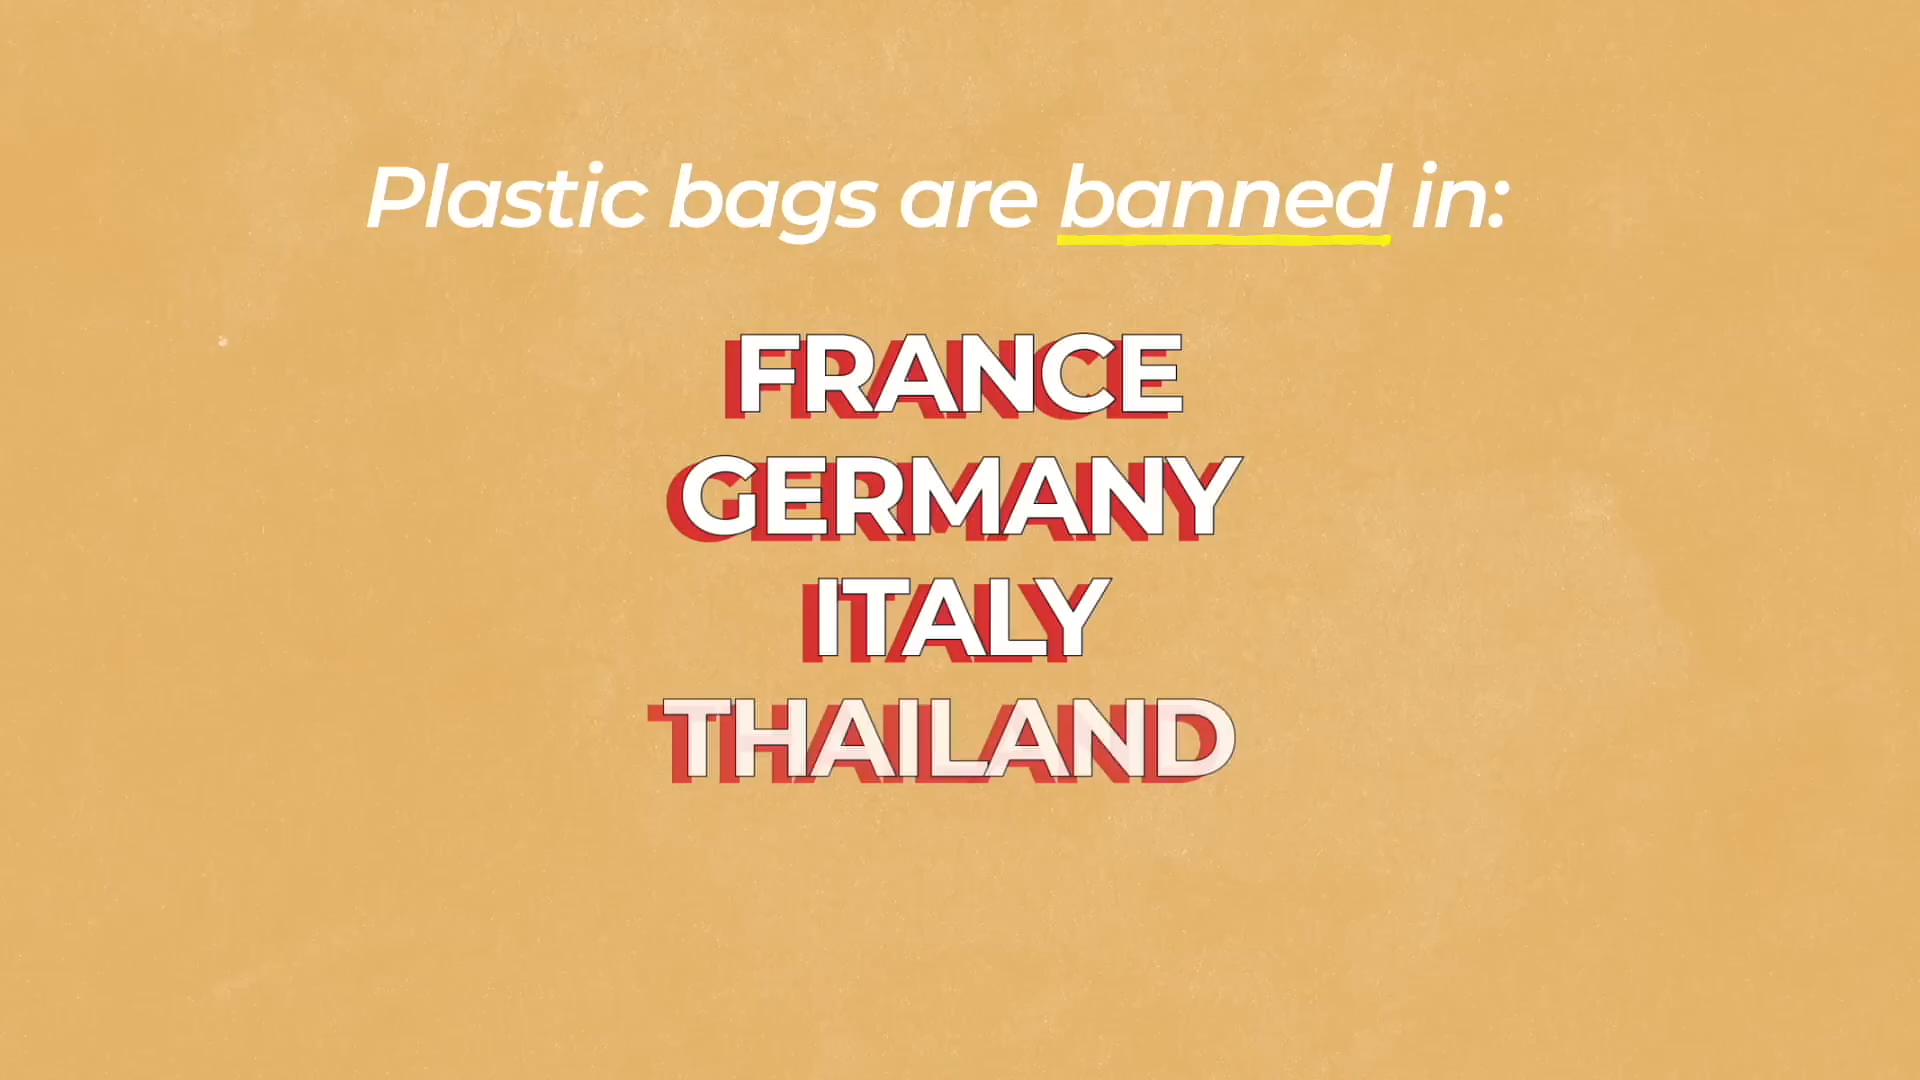 Plastic bags are banned in:
FRANCE
GERMANY
ITALY
THAILAND